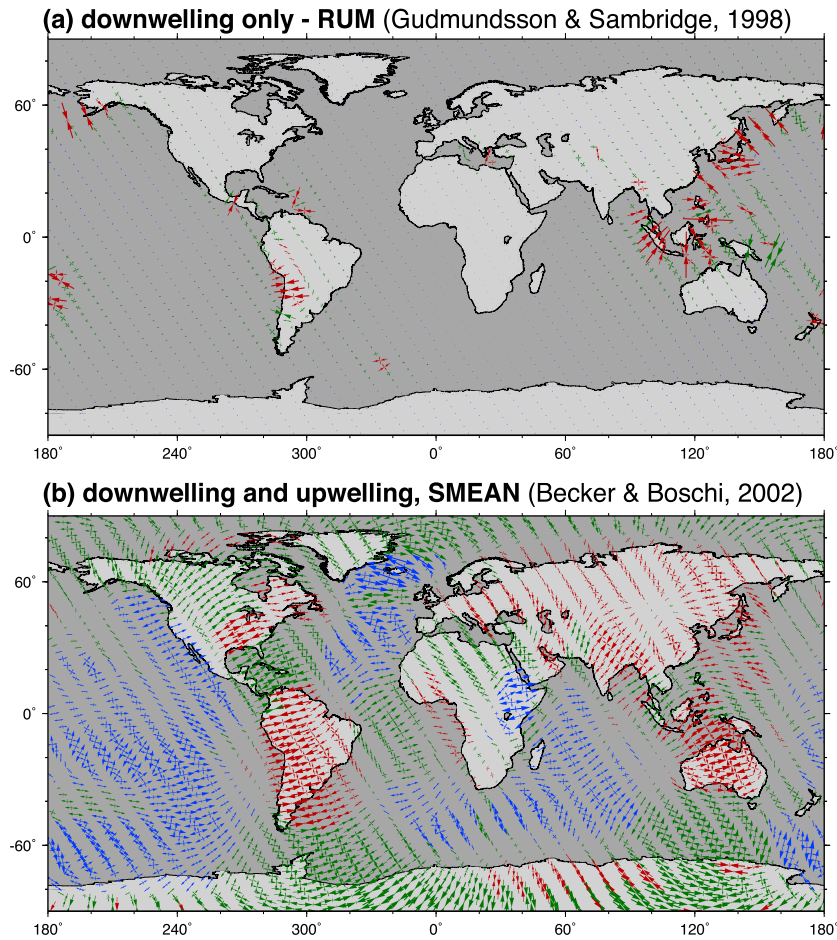 (a) downwelling only - RUM (Gudmundsson & Sambridge, 1998)
60°
0°
-60°
180° 240° 300° 0° 60° 120° 180°
(b) downwelling and upwelling, SMEAN (Becker & Boschi, 2002)
60°
0°
-60°
180° 240° 300° 0° 60° 120° 180°